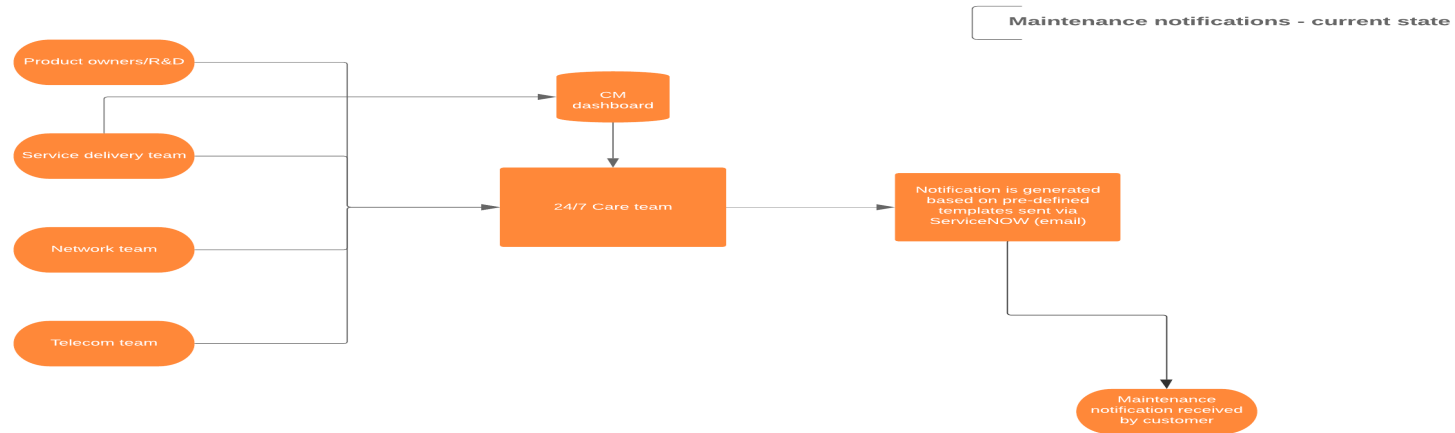 Maintenance notifications - current state
Product owners/R&D
CM
dashboard
Service delivery team
24/7 Care team
Notification is generated
based on pre-defined
templates sent via
ServiceNOW (email)
Network team
Telecom team
Maintenance
notification received
by customer